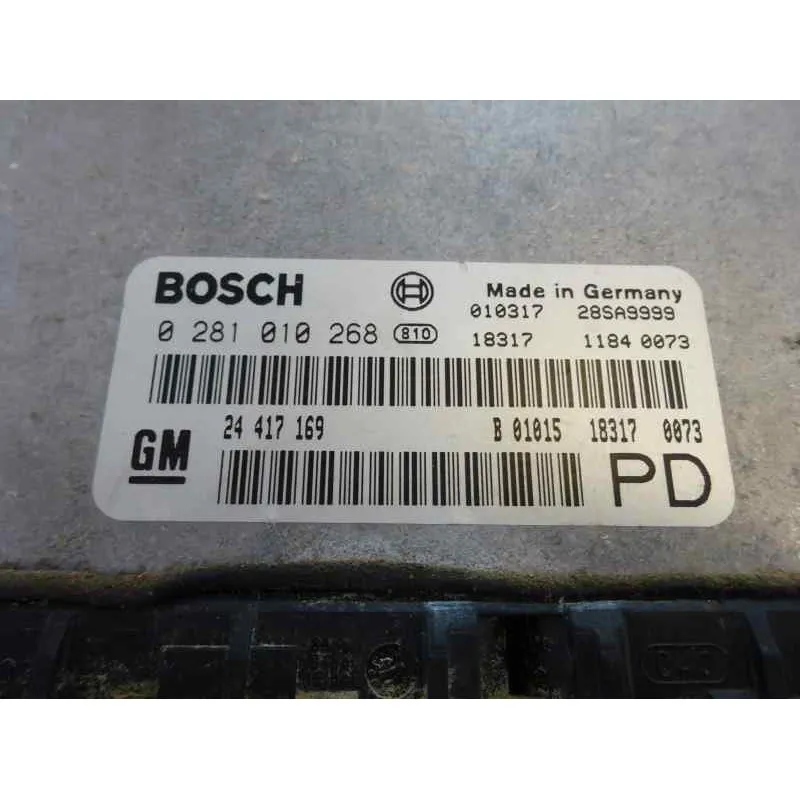 BOSCH
Made in Germany
0 281 010 268 810
010317 28SA9999
18317 1184 0073
24 417 169
B 01015 18317 0073
GM
PD